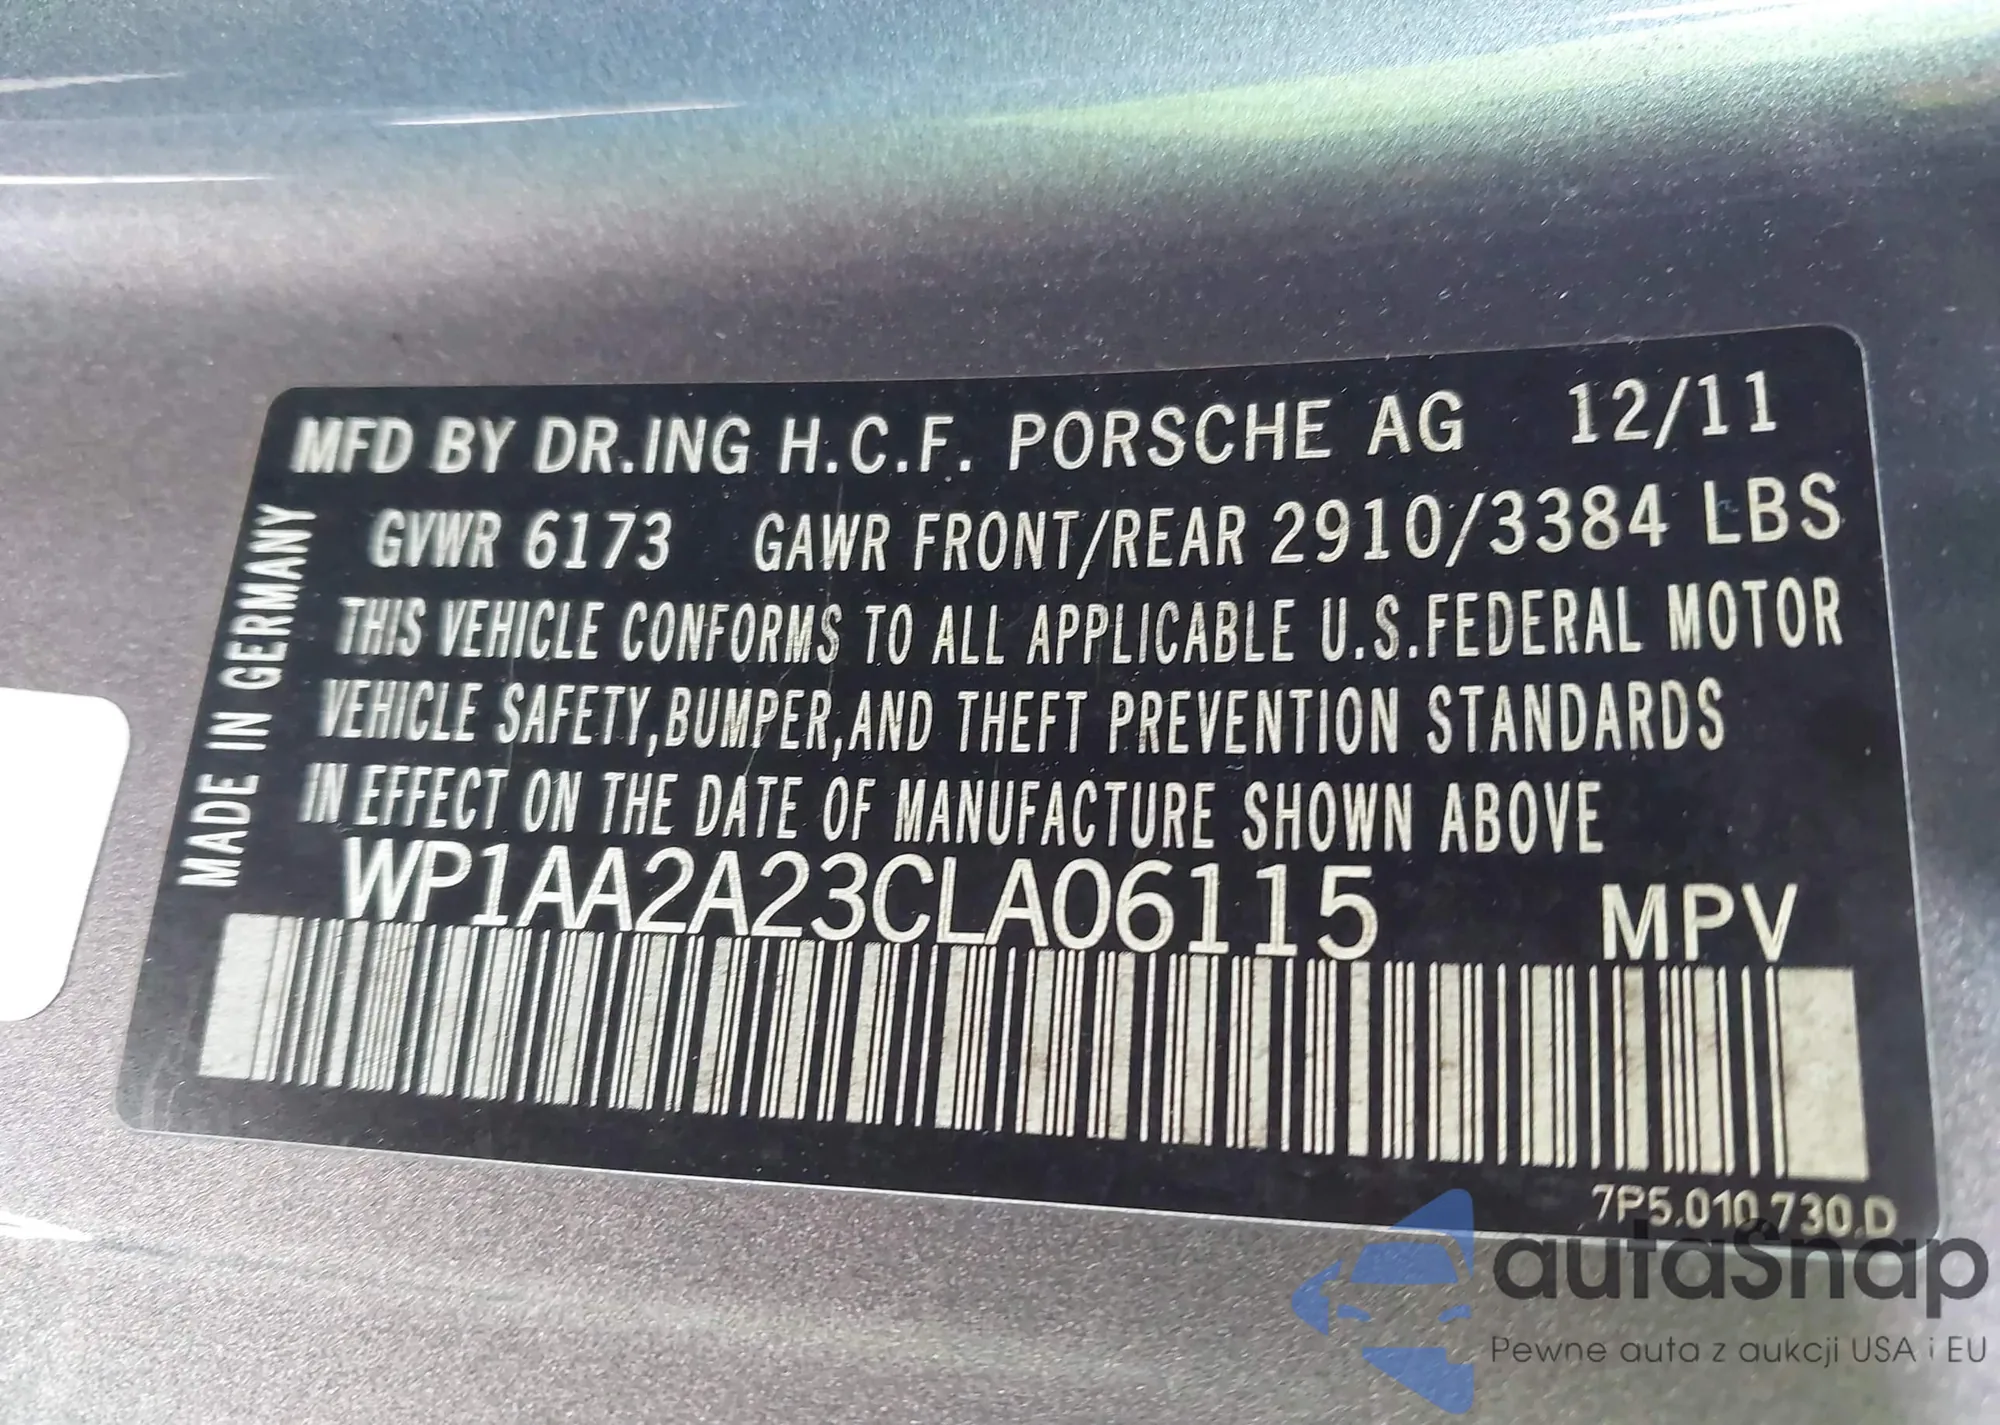 MFD BY DR.ING H.C.F. PORSCHE AG 12/11
GVWR 6173 GAWR FRONT/REAR 2910/3384 LBS
THIS VEHICLE CONFORMS TO ALL APPLICABLE U.S.FEDERAL MOTOR
VEHICLE SAFETY,BUMPER,AND THEFT PREVENTION STANDARDS
IN EFFECT ON THE DATE OF MANUFACTURE SHOWN ABOVE
WP1AA2A23CLA06115 MPV
MADE IN GERMANY
7P5.010.730.D
autaSnap
Pewne auta z aukcji USA i EU